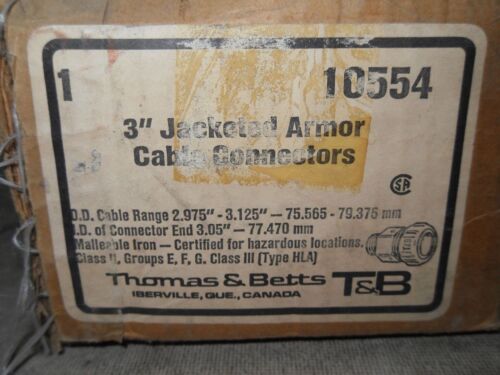 1 10554
3" Jacketed Armor
Cable Connectors
O.D. Cable Range 2.975" - 3.125" — 75.565 - 79.375 mm
I.D. of Connector End 3.05" — 77.470 mm
Malleable Iron — Certified for hazardous locations.
Class II, Groups E, F, G. Class III (Type HLA)
Thomas & Betts T&B
IBERVILLE, QUE., CANADA